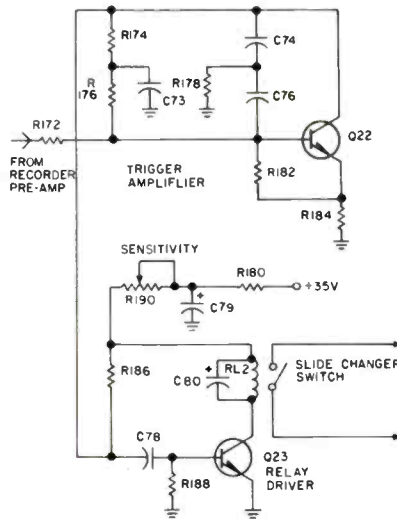 R174
C74
R
176
C73
R178
C76
Q22
R172
FROM
RECORDER
PRE-AMP
TRIGGER
AMPLIFLIER
R182
R184
SENSITIVITY
R190
+
C79
R180
+35V
R186
+
C80
RL2
SLIDE CHANGER
SWITCH
C78
R188
Q23
RELAY
DRIVER